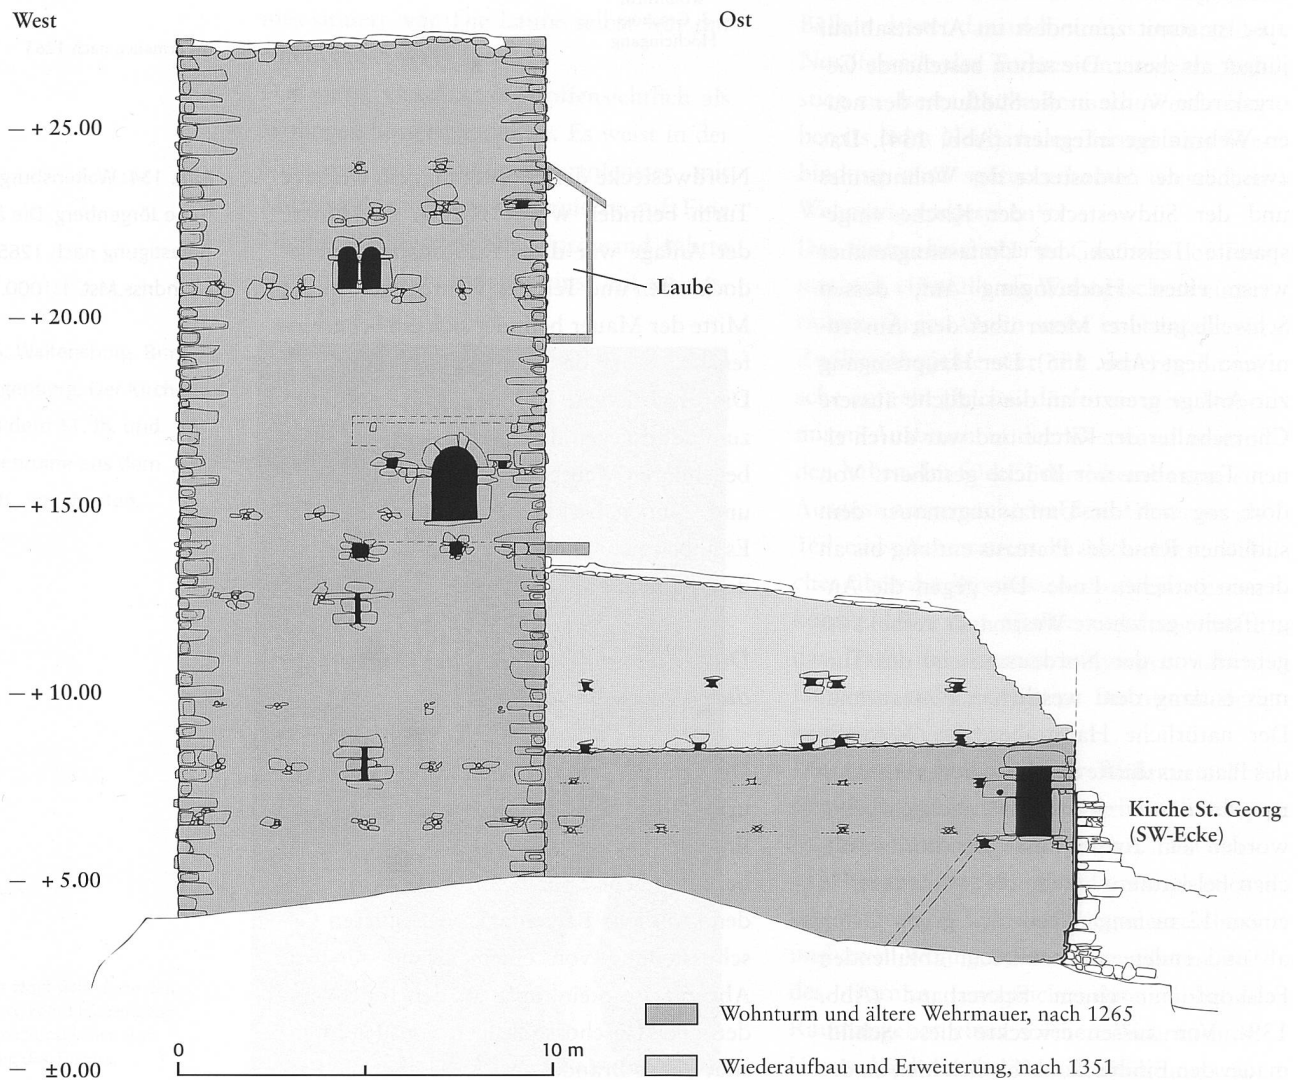 West
Ost
+ 25.00
+ 20.00
Laube
+ 15.00
+ 10.00
Kirche St. Georg
(SW-Ecke)
+ 5.00
Wohnturm und ältere Wehrmauer, nach 1265
0
10 m
±0.00
Wiederaufbau und Erweiterung, nach 1351